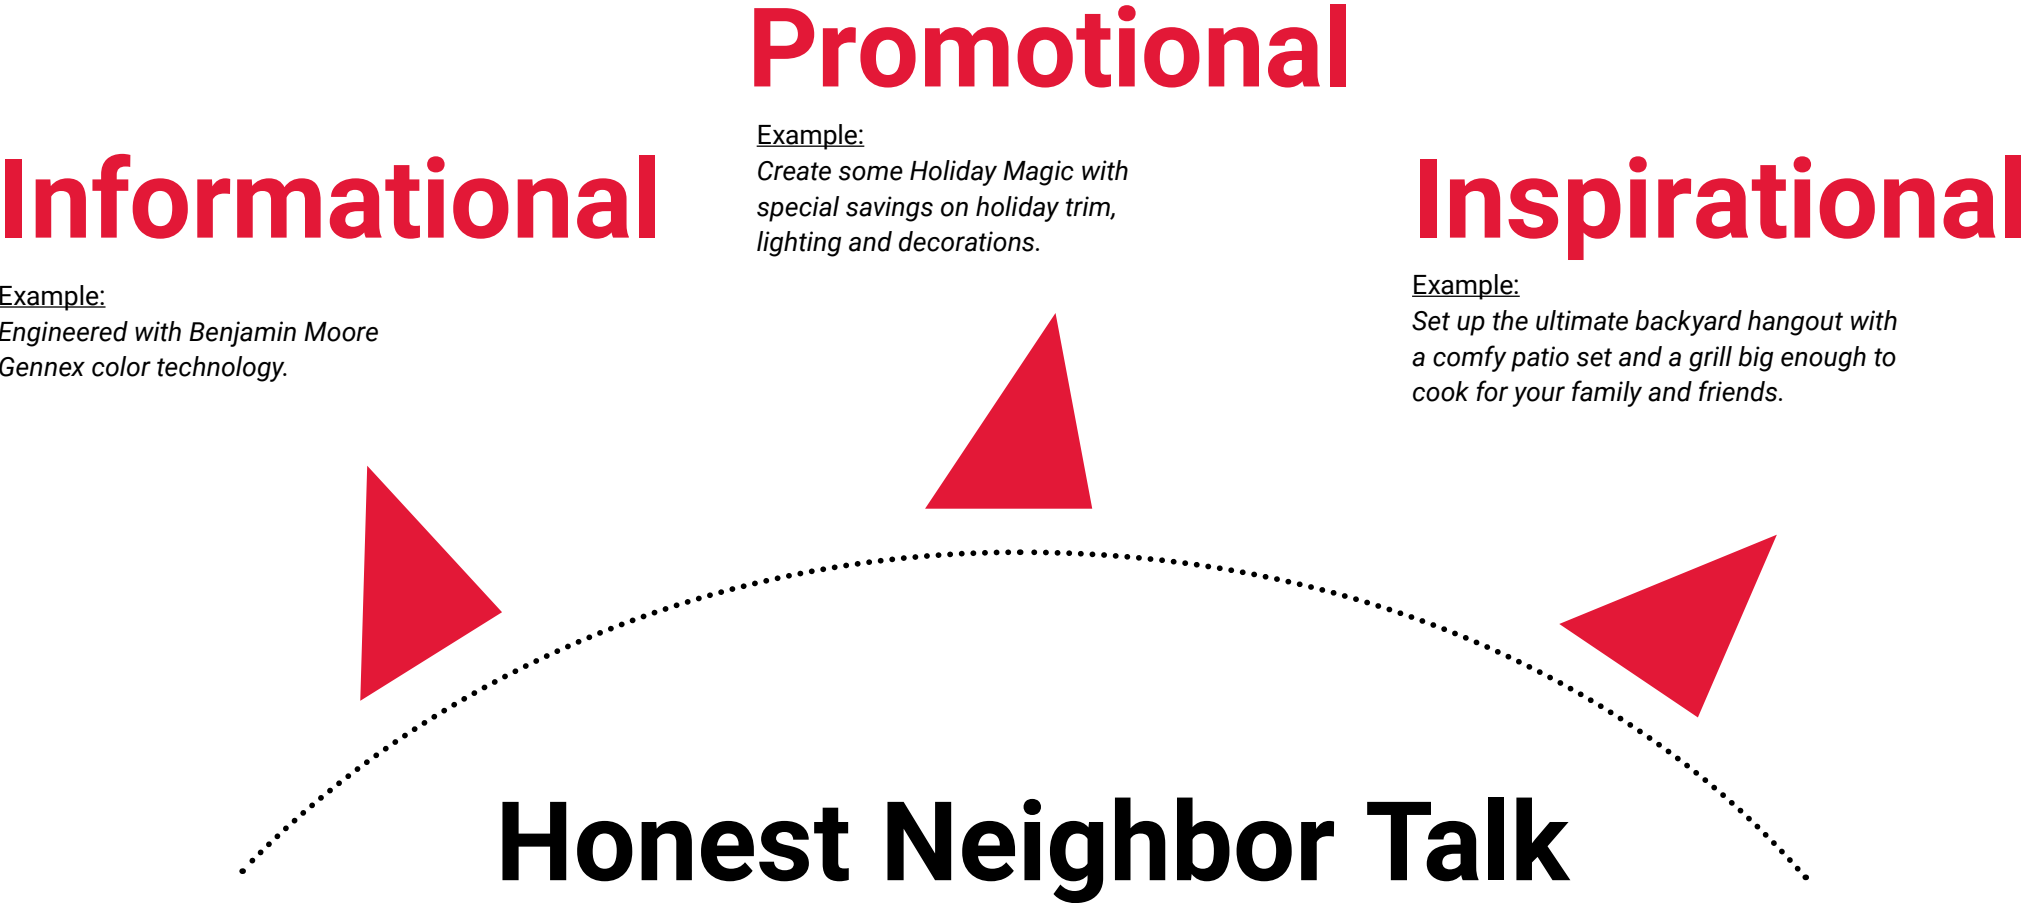 Promotional
Example:
Create some Holiday Magic with
special savings on holiday trim,
lighting and decorations.
Informational
Example:
Engineered with Benjamin Moore
Gennex color technology.
Inspirational
Example:
Set up the ultimate backyard hangout with
a comfy patio set and a grill big enough to
cook for your family and friends.
Honest Neighbor Talk